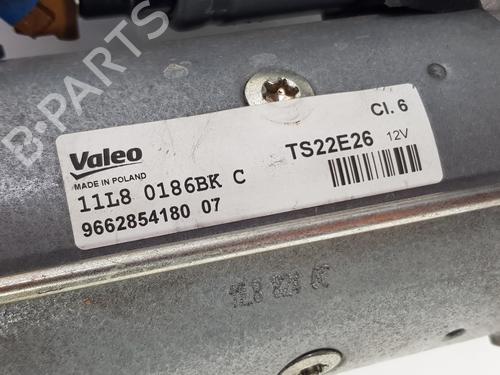 B-PARTS
Valeo
MADE IN POLAND
Cl. 6
TS22E26 12V
11L8 0186BK C
9662854180 07